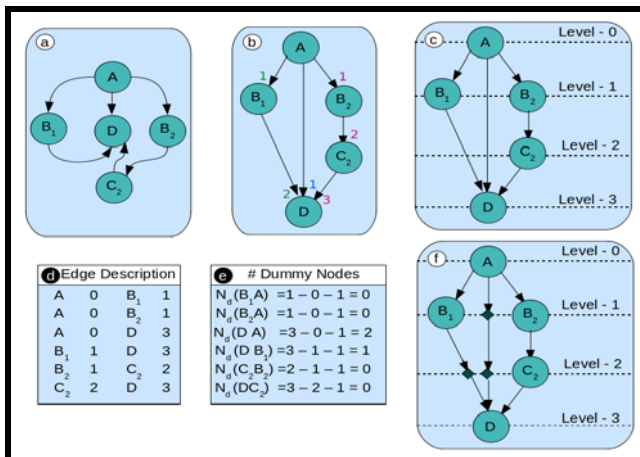 a
A
B1
D
B2
C2
b
A
1
1
B1
B2
2
C2
1
2
3
D
c
A
Level - 0
B1
B2
Level - 1
C2
Level - 2
D
Level - 3
d Edge Description
A 0 B1 1
A 0 B2 1
A 0 D 3
B1 1 D 3
B2 1 C2 2
C2 2 D 3
e # Dummy Nodes
Nd(B1A) =1 − 0 − 1 = 0
Nd(B2A) =1 − 0 − 1 = 0
Nd(D A) =3 − 0 − 1 = 2
Nd(D B1)=3 − 1 − 1 = 1
Nd(C2B2)=2 − 1 − 1 = 0
Nd(DC2) =3 − 2 − 1 = 0
f
A
Level - 0
B1
B2
Level - 1
C2
Level - 2
D
Level - 3